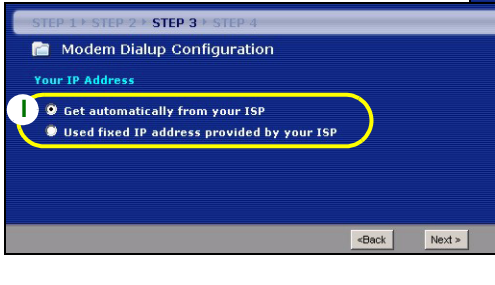 STEP 1 › STEP 2 › STEP 3 › STEP 4
Modem Dialup Configuration
Your IP Address
I
Get automatically from your ISP
Used fixed IP address provided by your ISP
<Back Next >